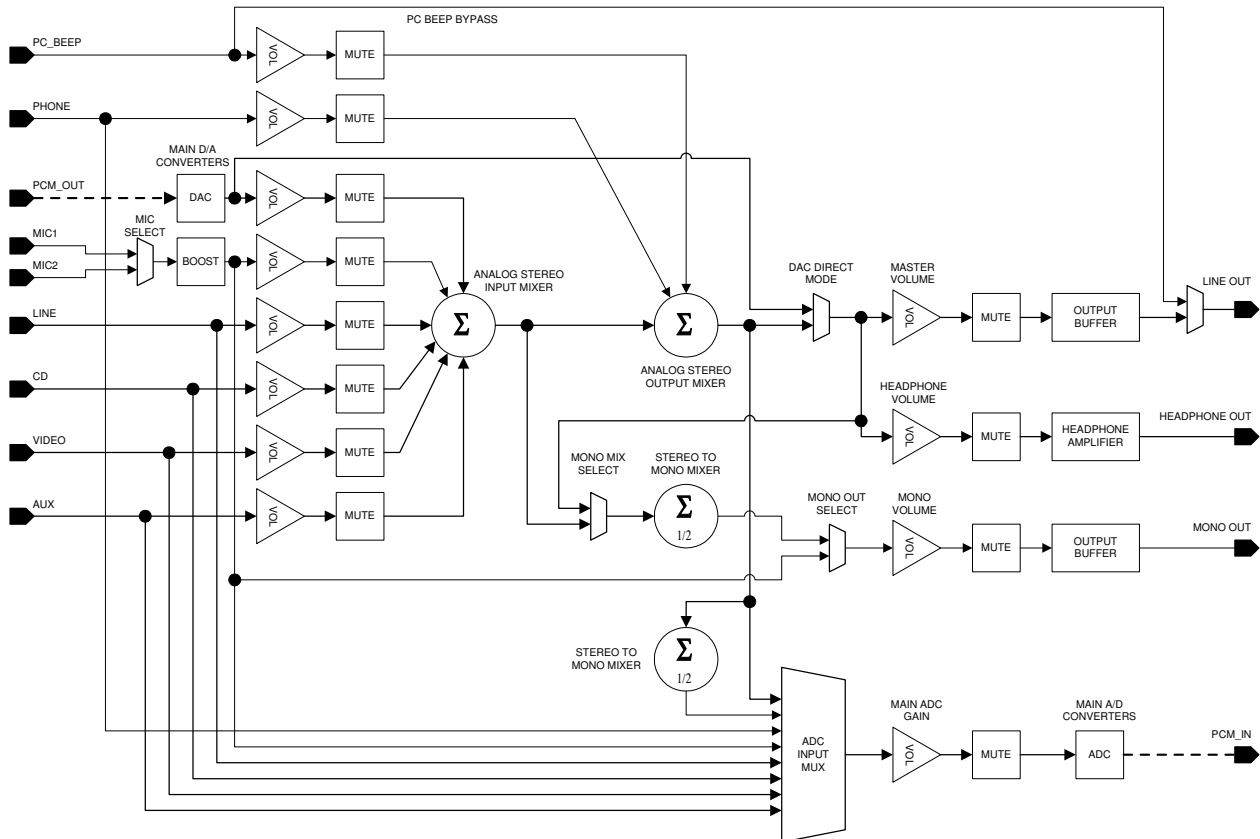 PC BEEP BYPASS
PC_BEEP
VOL
MUTE
PHONE
VOL
MUTE
MAIN D/A
CONVERTERS
PCM_OUT
DAC
VOL
MUTE
MIC1
MIC2
MIC
SELECT
BOOST
VOL
MUTE
LINE
VOL
MUTE
CD
VOL
MUTE
VIDEO
VOL
MUTE
AUX
VOL
MUTE
ANALOG STEREO
INPUT MIXER
Σ
Σ
ANALOG STEREO
OUTPUT MIXER
DAC DIRECT
MODE
MASTER
VOLUME
VOL
MUTE
OUTPUT
BUFFER
LINE OUT
HEADPHONE
VOLUME
VOL
MUTE
HEADPHONE
AMPLIFIER
HEADPHONE OUT
MONO MIX
SELECT
STEREO TO
MONO MIXER
Σ
1/2
MONO OUT
SELECT
MONO
VOLUME
VOL
MUTE
OUTPUT
BUFFER
MONO OUT
STEREO TO
MONO MIXER
Σ
1/2
ADC
INPUT
MUX
MAIN ADC
GAIN
VOL
MUTE
MAIN A/D
CONVERTERS
ADC
PCM_IN